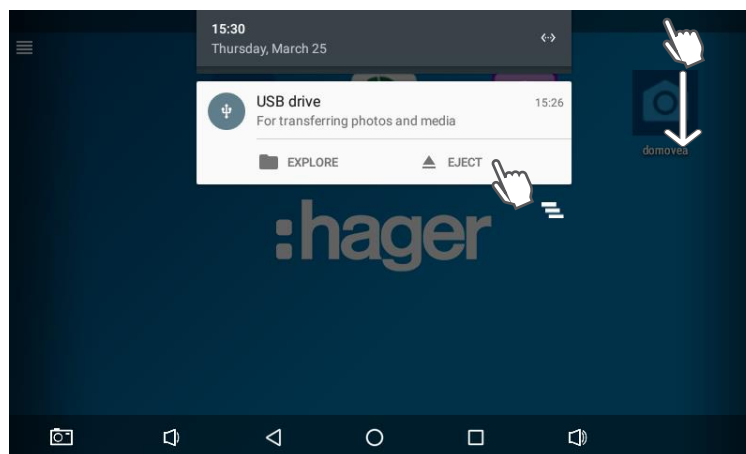 15:30
Thursday, March 25
USB drive
15:26
For transferring photos and media
EXPLORE
EJECT
domovea
:hager